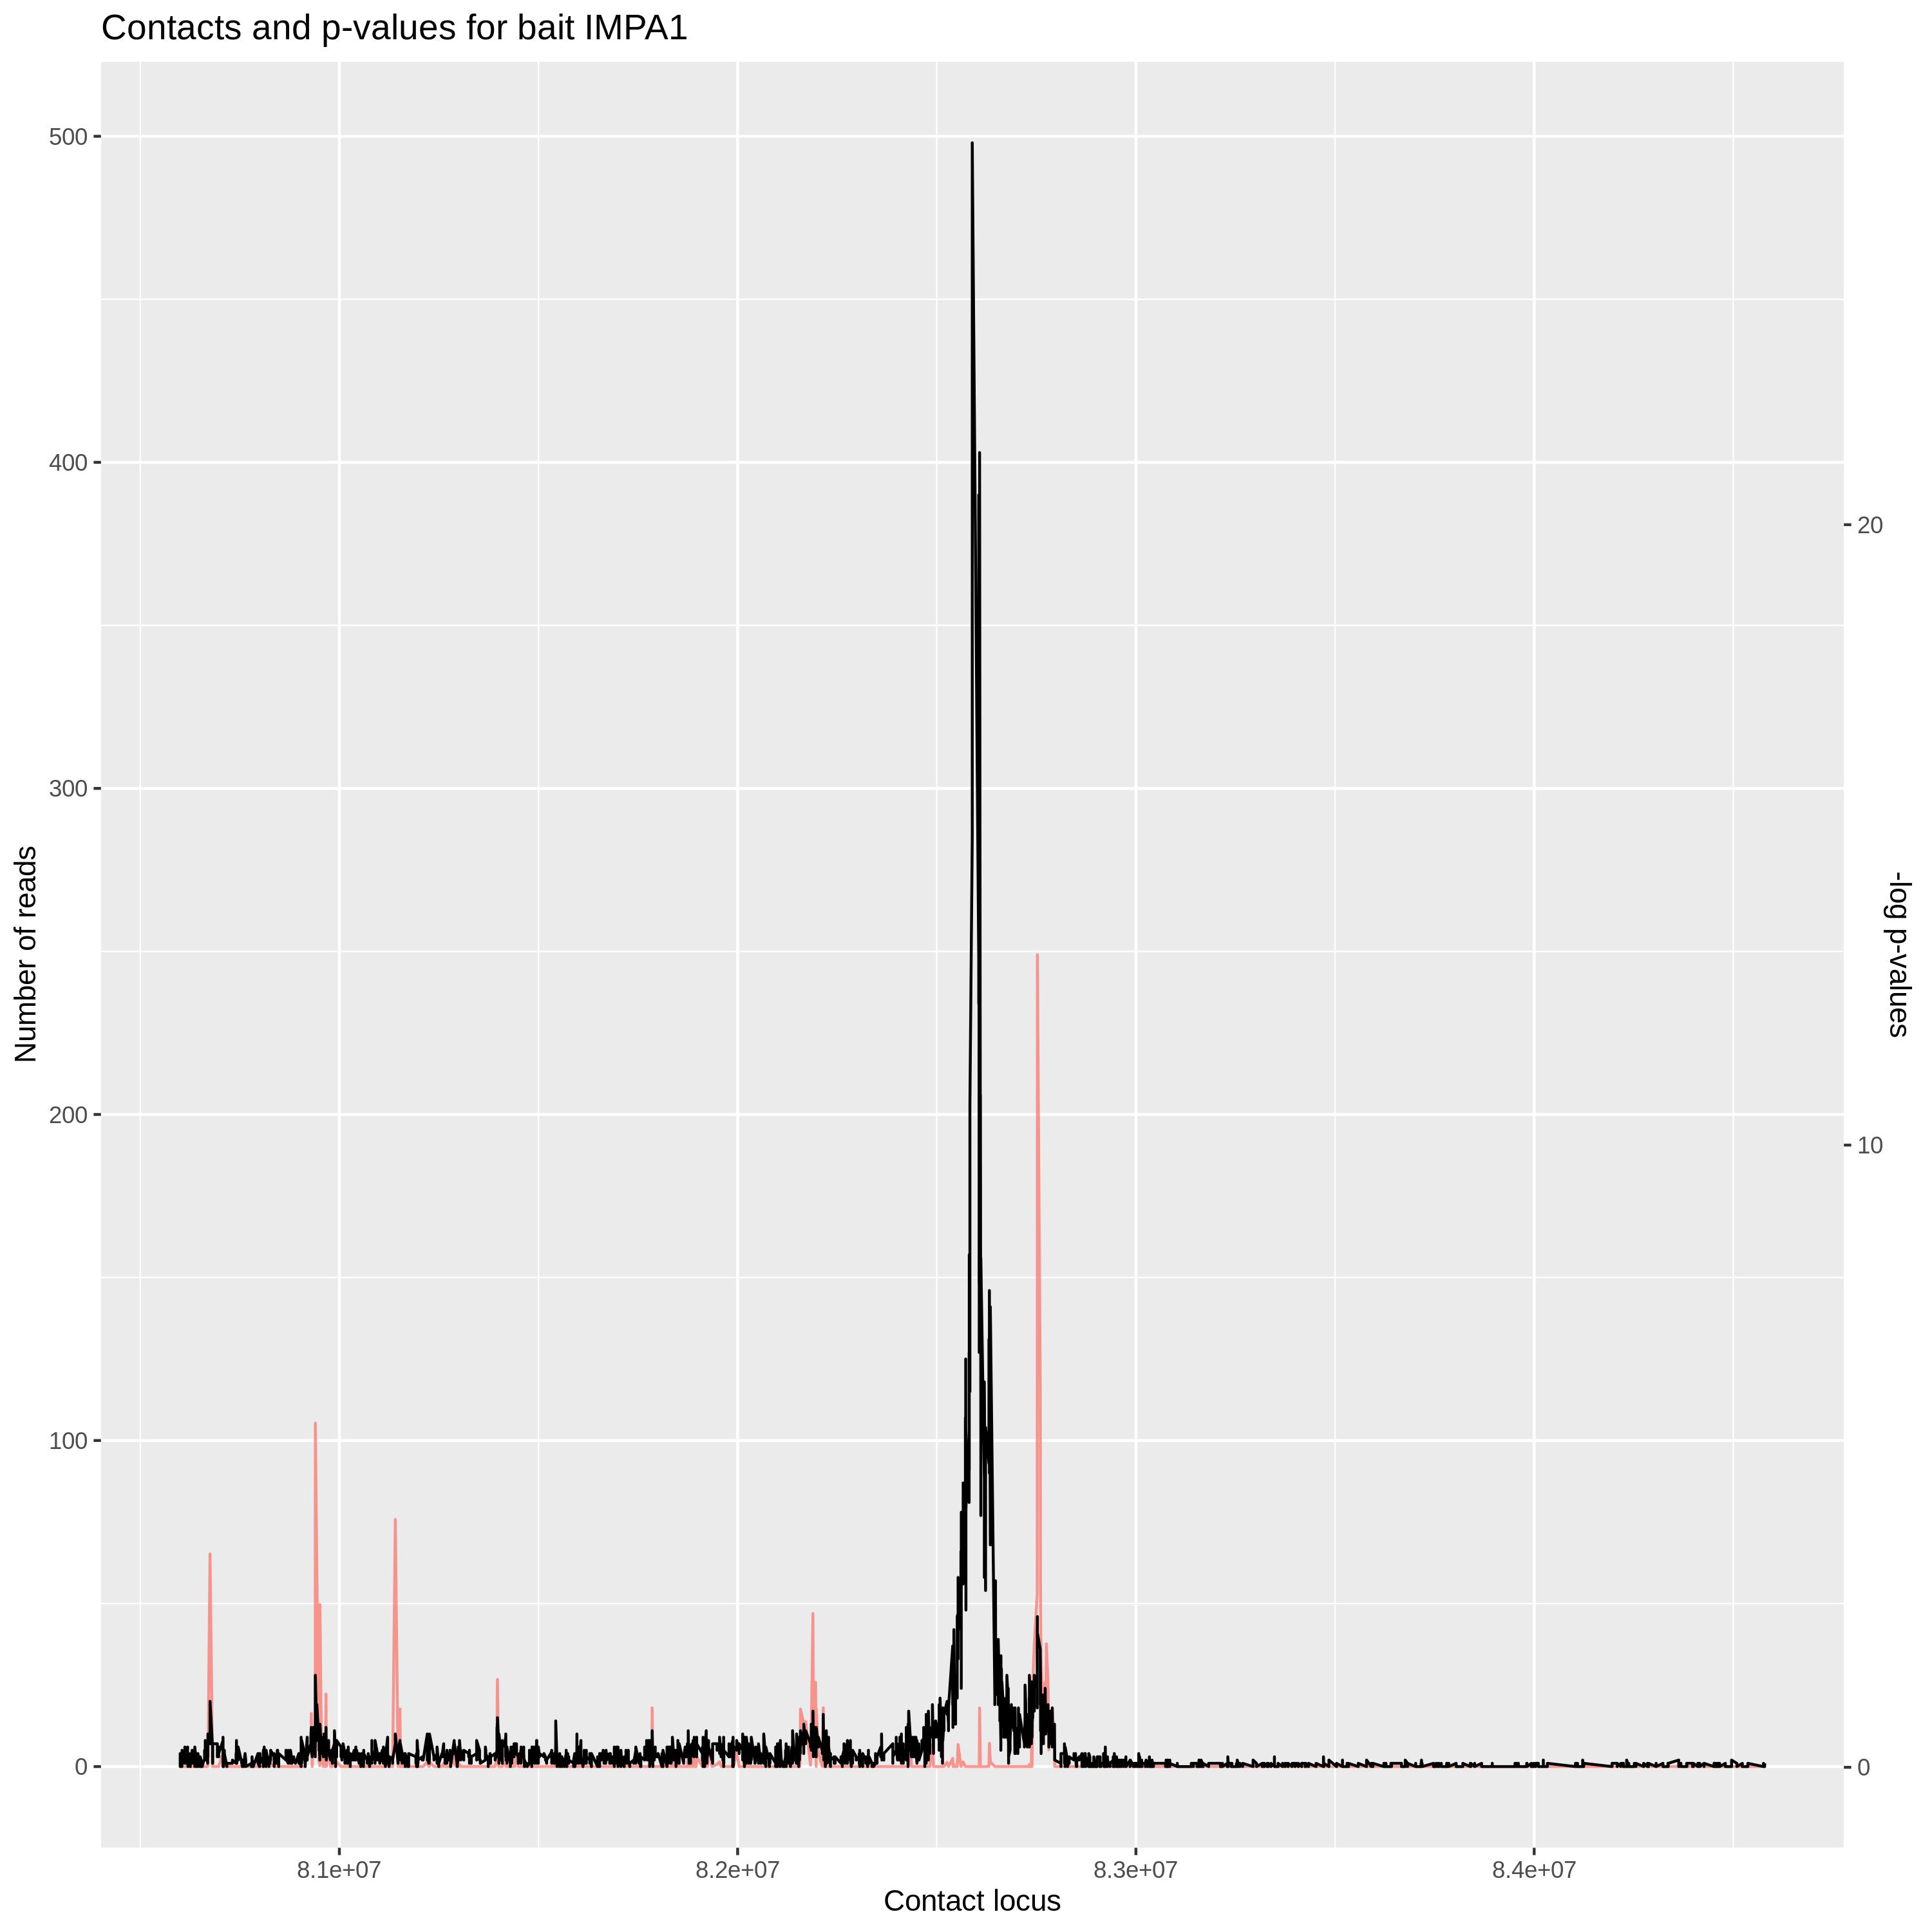 Contacts and p-values for bait IMPA1
500
400
300
200
100
0
Number of reads
20
10
0
-log p-values
8.1e+07
8.2e+07
8.3e+07
8.4e+07
Contact locus